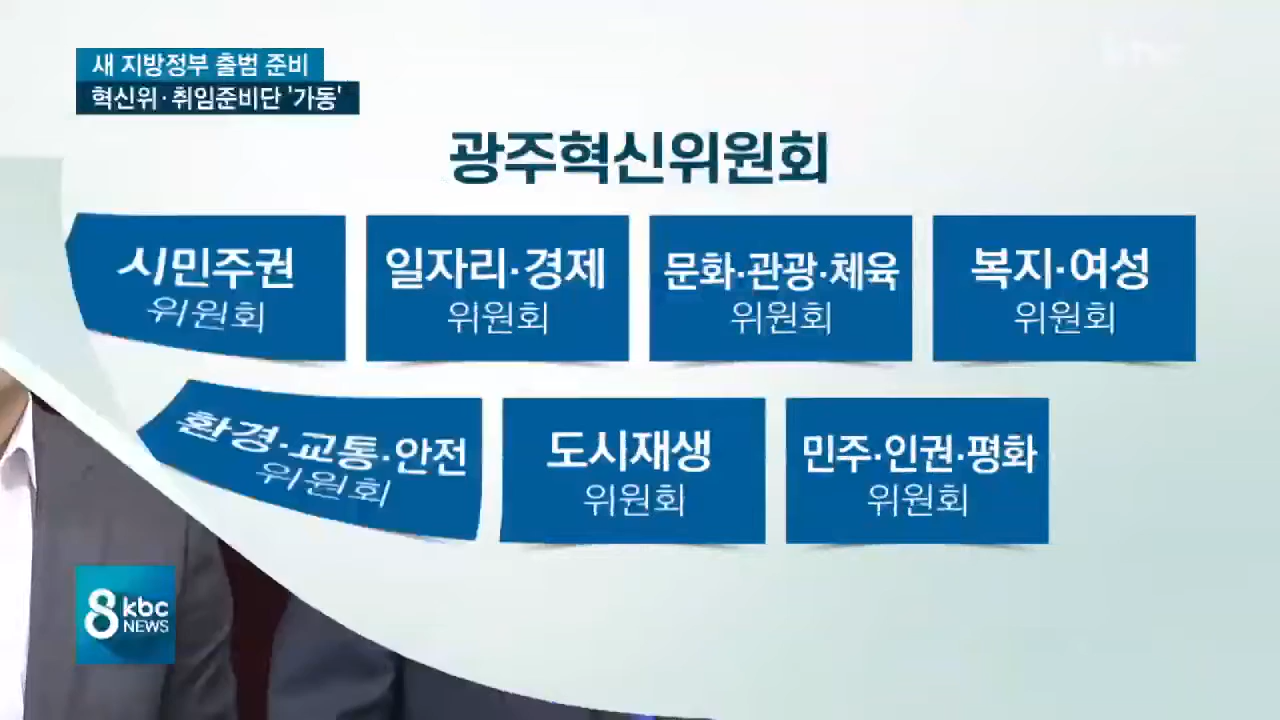 새 지방정부 출범 준비
혁신위·취임준비단 '가동'
광주혁신위원회
시민주권
위원회
일자리·경제
위원회
문화·관광·체육
위원회
복지·여성
위원회
환경·교통·안전
위원회
도시재생
위원회
민주·인권·평화
위원회
8 kbc
NEWS